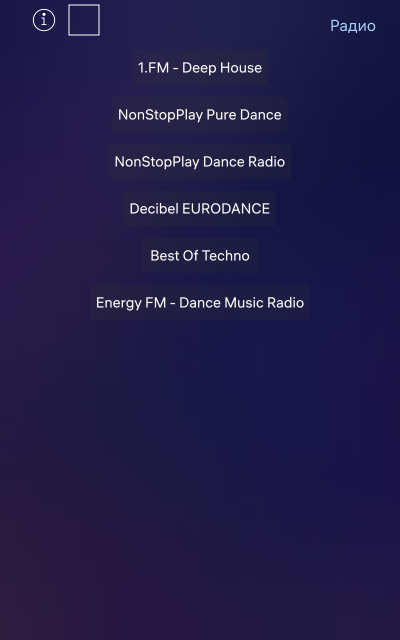 Радио
1.FM - Deep House
NonStopPlay Pure Dance
NonStopPlay Dance Radio
Decibel EURODANCE
Best Of Techno
Energy FM - Dance Music Radio